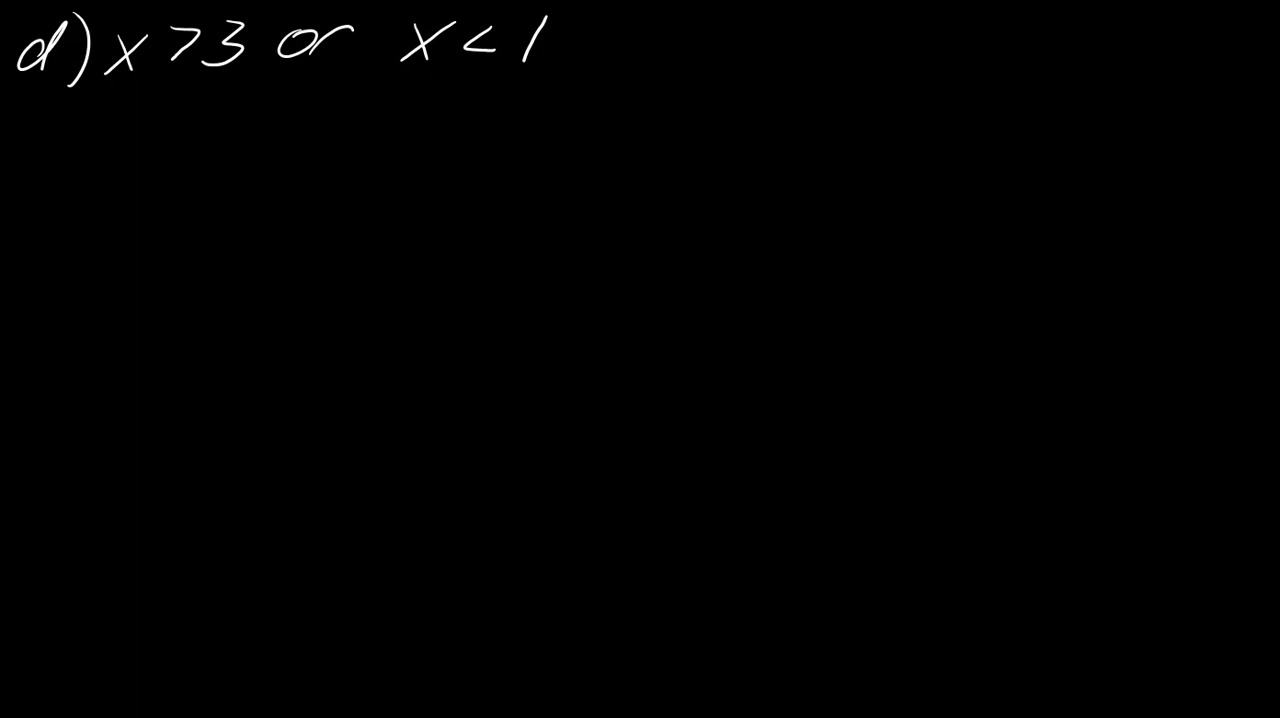 d) x > 3 or x < 1